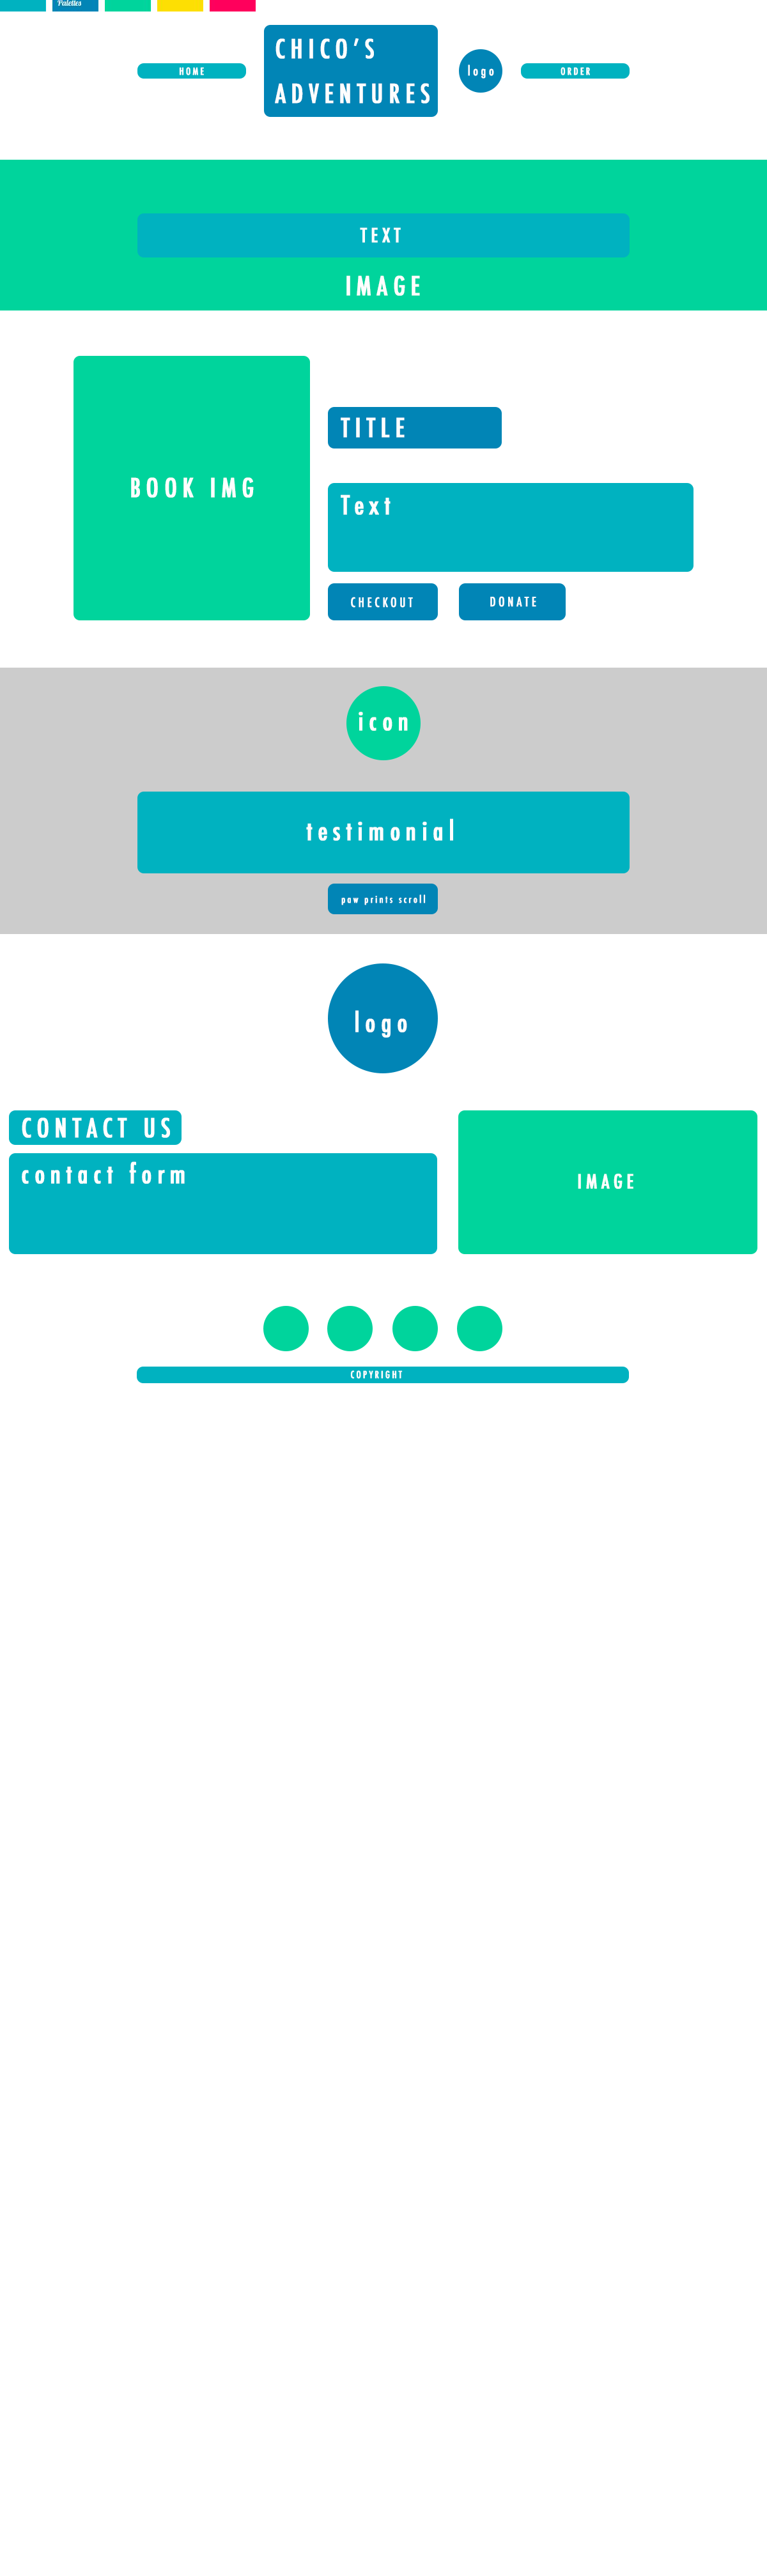 Palettes
CHICO'S
ADVENTURES
HOME
logo
ORDER
TEXT
IMAGE
BOOK IMG
TITLE
Text
CHECKOUT
DONATE
icon
testimonial
paw prints scroll
logo
CONTACT US
contact form
IMAGE
COPYRIGHT